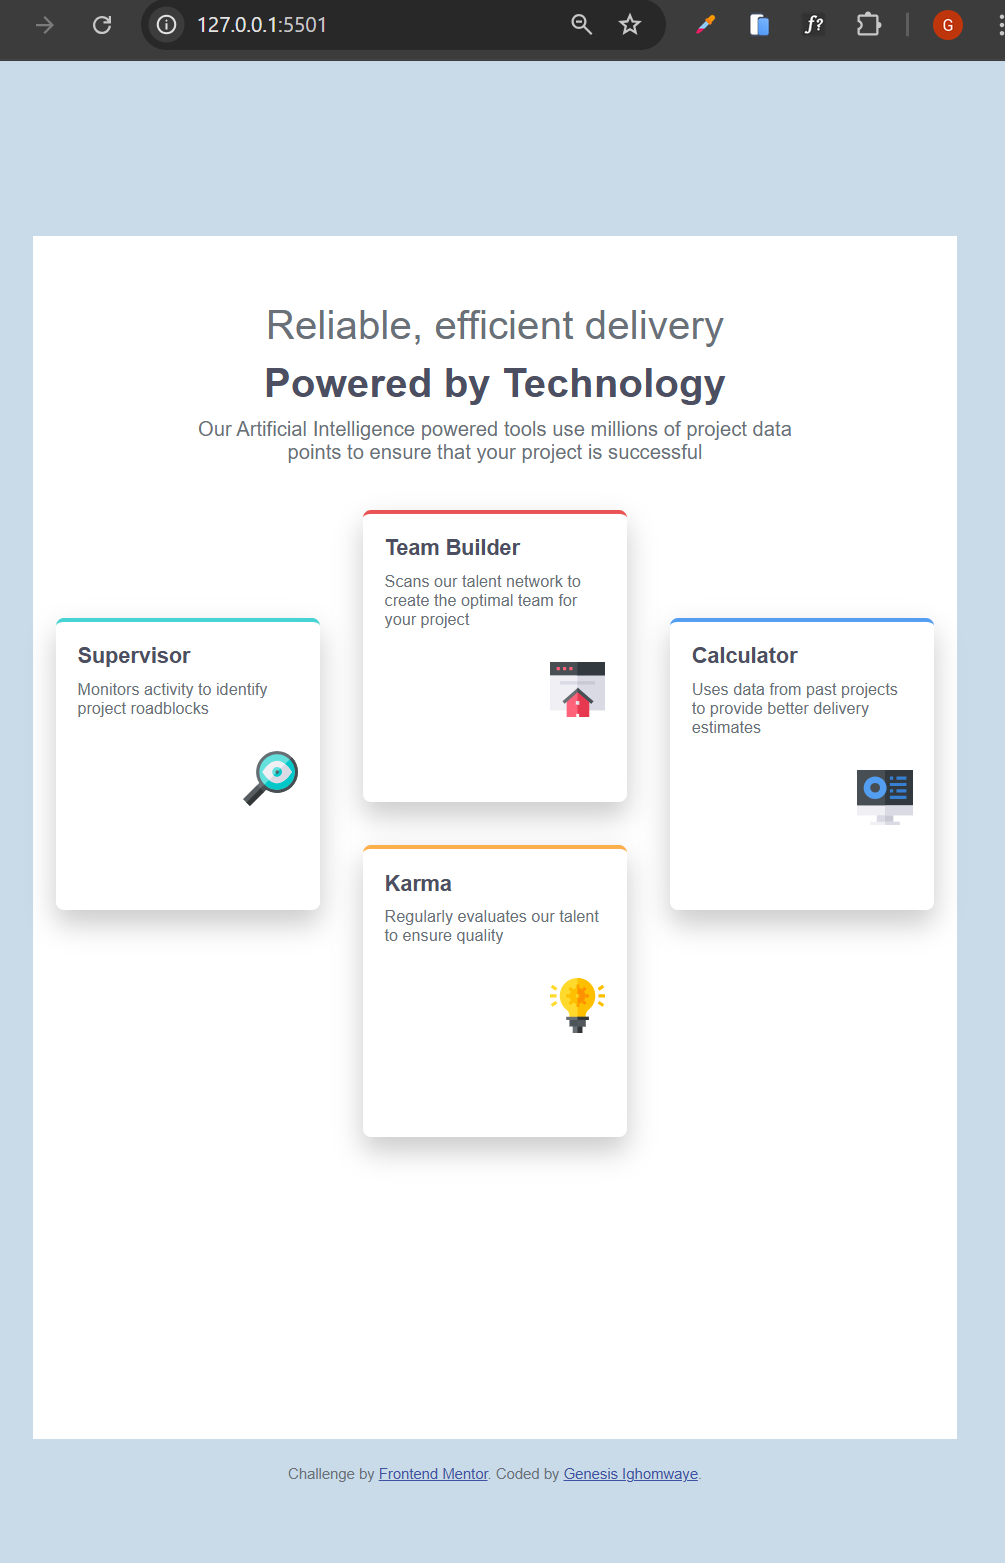 127.0.0.1:5501
f?
G
Reliable, efficient delivery
Powered by Technology
Our Artificial Intelligence powered tools use millions of project data
points to ensure that your project is successful
Team Builder
Scans our talent network to
create the optimal team for
your project
Supervisor
Monitors activity to identify
project roadblocks
Calculator
Uses data from past projects
to provide better delivery
estimates
Karma
Regularly evaluates our talent
to ensure quality
Challenge by Frontend Mentor. Coded by Genesis Ighomwaye.